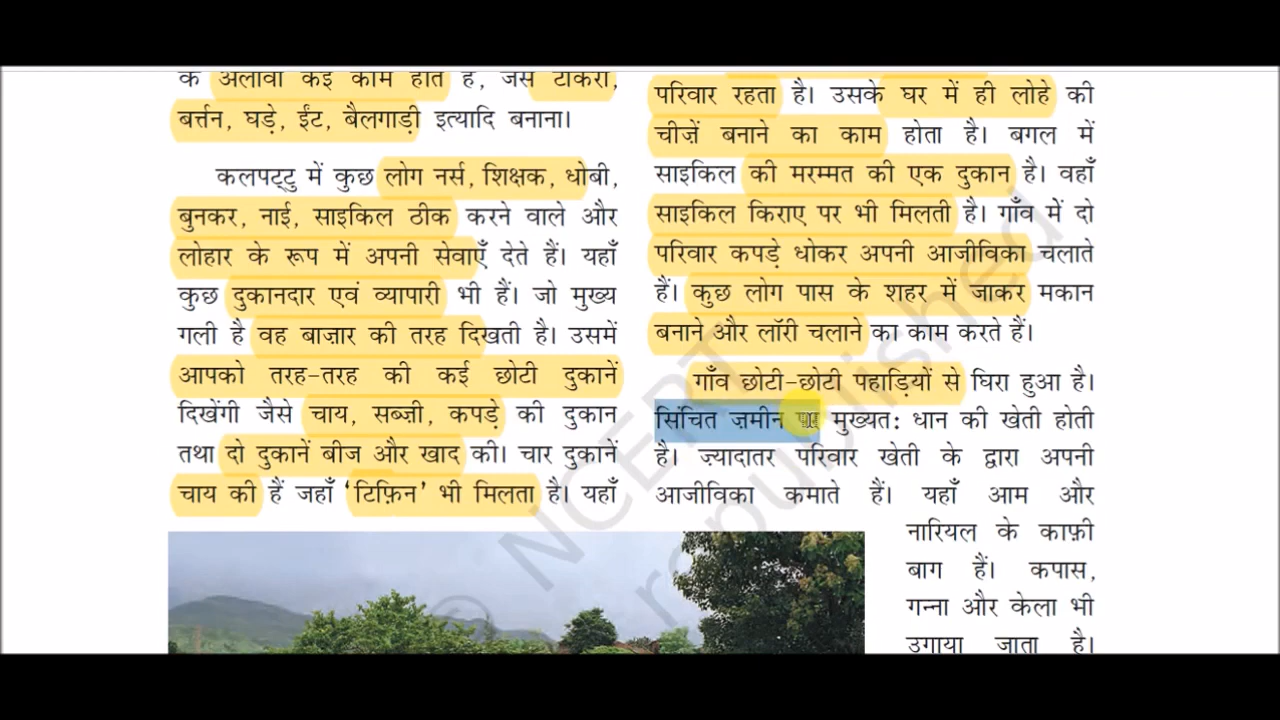 के अलावा कई काम होते हैं, जैसे टोकरी,
बर्त्तन, घड़े, ईंट, बैलगाड़ी इत्यादि बनाना।
कलपट्टु में कुछ लोग नर्स, शिक्षक, धोबी,
बुनकर, नाई, साइकिल ठीक करने वाले और
लोहार के रूप में अपनी सेवाएँ देते हैं। यहाँ
कुछ दुकानदार एवं व्यापारी भी हैं। जो मुख्य
गली है वह बाज़ार की तरह दिखती है। उसमें
आपको तरह-तरह की कई छोटी दुकानें
दिखेंगी जैसे चाय, सब्ज़ी, कपड़े की दुकान
तथा दो दुकानें बीज और खाद की। चार दुकानें
चाय की हैं जहाँ ‘टिफ़िन’ भी मिलता है। यहाँ
परिवार रहता है। उसके घर में ही लोहे की
चीज़ें बनाने का काम होता है। बगल में
साइकिल की मरम्मत की एक दुकान है। वहाँ
साइकिल किराए पर भी मिलती है। गाँव में दो
परिवार कपड़े धोकर अपनी आजीविका चलाते
हैं। कुछ लोग पास के शहर में जाकर मकान
बनाने और लॉरी चलाने का काम करते हैं।
गाँव छोटी-छोटी पहाड़ियों से घिरा हुआ है।
सिंचित ज़मीन पर मुख्यत: धान की खेती होती
है। ज़्यादातर परिवार खेती के द्वारा अपनी
आजीविका कमाते हैं। यहाँ आम और
नारियल के काफ़ी
बाग हैं। कपास,
गन्ना और केला भी
उगाया जाता है।
© NCERT
republished